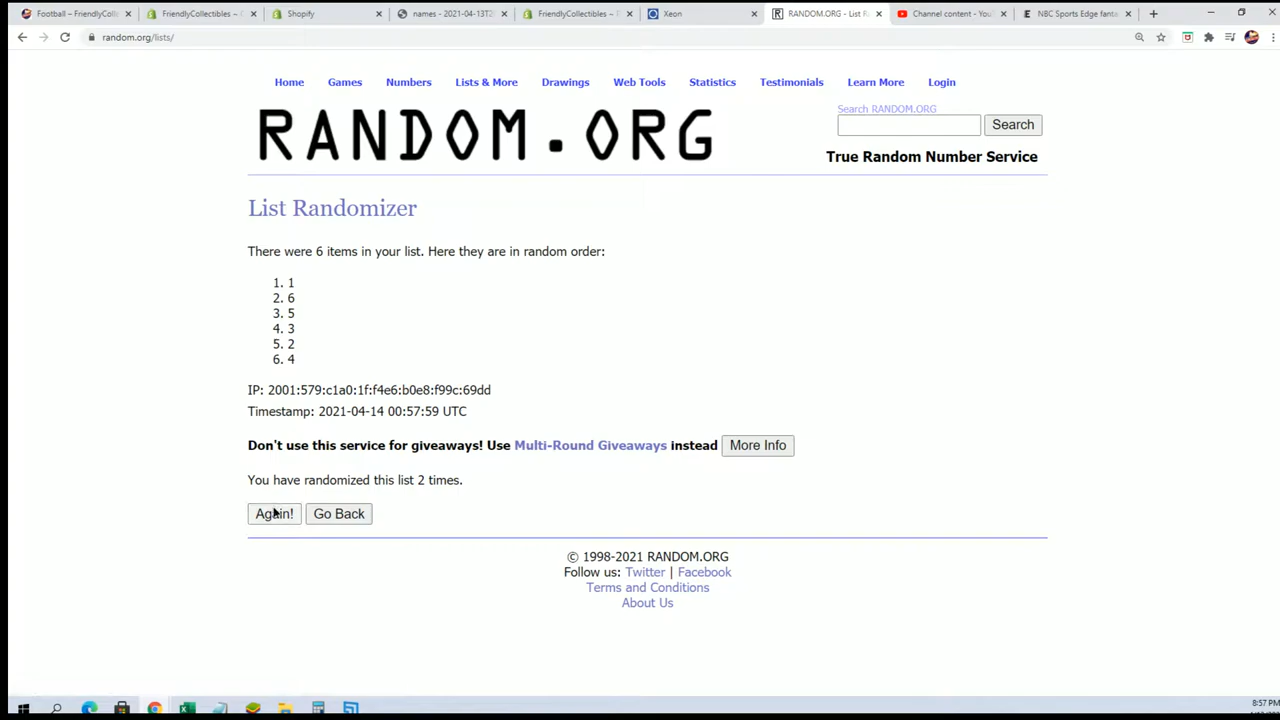 Football – FriendlyColl
FriendlyCollectibles ~
Shopify
names - 2021-04-13T2
FriendlyCollectibles ~
Xeon
RANDOM.ORG - List R
Channel content - You
NBC Sports Edge fanta
random.org/lists/
Home Games Numbers Lists & More Drawings Web Tools Statistics Testimonials Learn More Login
RANDOM.ORG
Search RANDOM.ORG
Search
True Random Number Service
List Randomizer
There were 6 items in your list. Here they are in random order:
1. 1
2. 6
3. 5
4. 3
5. 2
6. 4
IP: 2001:579:c1a0:1f:f4e6:b0e8:f99c:69dd
Timestamp: 2021-04-14 00:57:59 UTC
Don't use this service for giveaways! Use Multi-Round Giveaways instead More Info
You have randomized this list 2 times.
Again! Go Back
© 1998-2021 RANDOM.ORG
Follow us: Twitter | Facebook
Terms and Conditions
About Us
8:57 PM